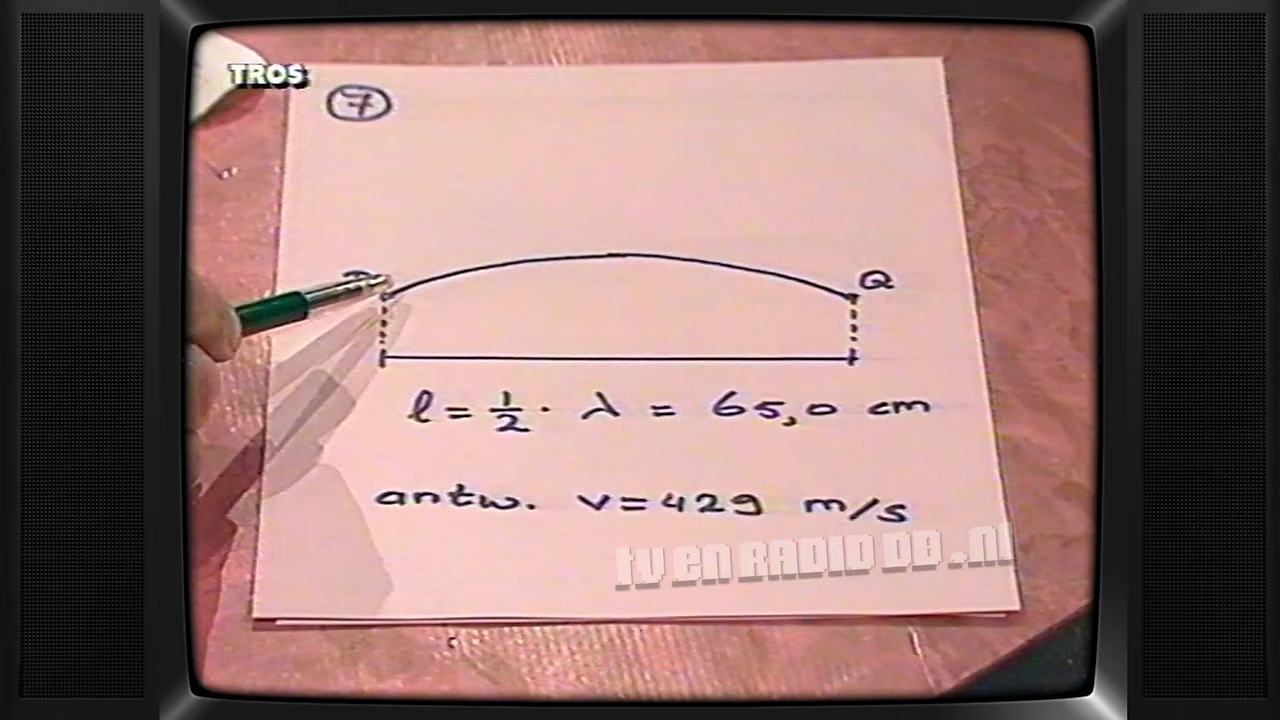 TROS
7
Q
l = 1/2 · λ = 65,0 cm
antw. v = 429 m/s
tv en RADIO DB .nl